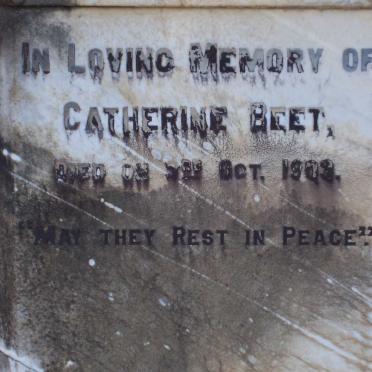 In Loving Memory of
Catherine Beet,
Died on Oct.
"May they Rest in Peace".